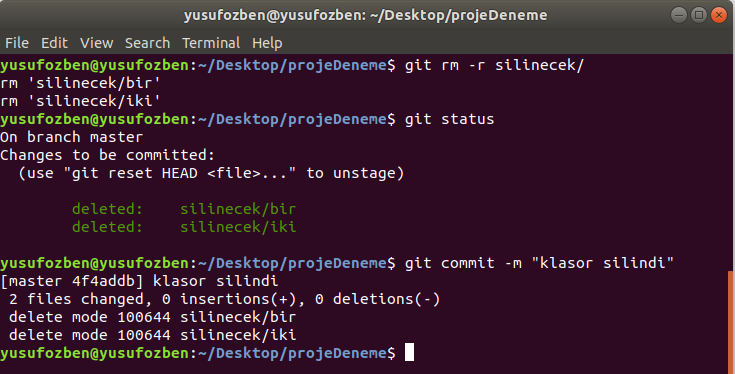 yusufozben@yusufozben: ~/Desktop/projeDeneme
File Edit View Search Terminal Help
yusufozben@yusufozben:~/Desktop/projeDeneme$ git rm -r silinecek/
rm 'silinecek/bir'
rm 'silinecek/iki'
yusufozben@yusufozben:~/Desktop/projeDeneme$ git status
On branch master
Changes to be committed:
  (use "git reset HEAD <file>..." to unstage)
        deleted:    silinecek/bir
        deleted:    silinecek/iki
yusufozben@yusufozben:~/Desktop/projeDeneme$ git commit -m "klasor silindi"
[master 4f4addb] klasor silindi
 2 files changed, 0 insertions(+), 0 deletions(-)
 delete mode 100644 silinecek/bir
 delete mode 100644 silinecek/iki
yusufozben@yusufozben:~/Desktop/projeDeneme$